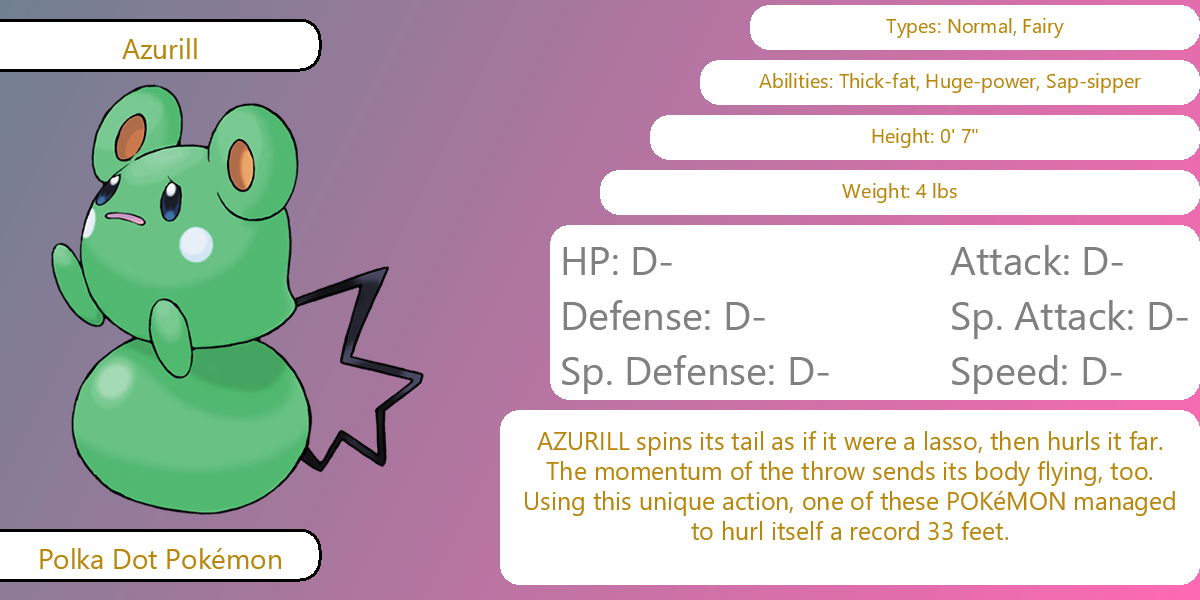 Azurill
Types: Normal, Fairy
Abilities: Thick-fat, Huge-power, Sap-sipper
Height: 0' 7"
Weight: 4 lbs
HP: D-
Attack: D-
Defense: D-
Sp. Attack: D-
Sp. Defense: D-
Speed: D-
AZURILL spins its tail as if it were a lasso, then hurls it far.
The momentum of the throw sends its body flying, too.
Using this unique action, one of these POKéMON managed
to hurl itself a record 33 feet.
Polka Dot Pokémon